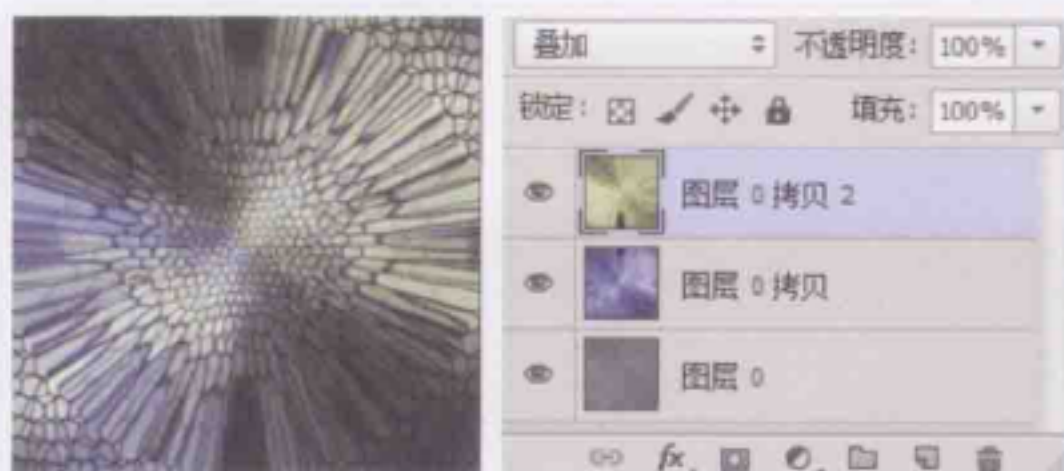 叠加 不透明度: 100%
锁定: 填充: 100%
图层 0 拷贝 2
图层 0 拷贝
图层 0
fx